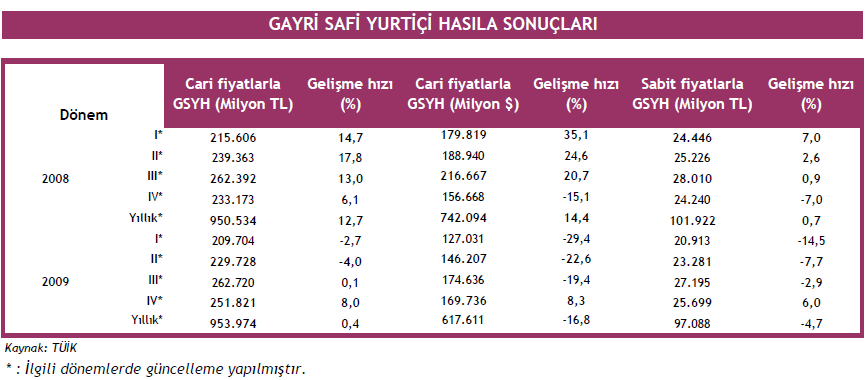 GAYRİ SAFİ YURTİÇİ HASILA SONUÇLARI
Dönem Cari fiyatlarla GSYH (Milyon TL) Gelişme hızı (%) Cari fiyatlarla GSYH (Milyon $) Gelişme hızı (%) Sabit fiyatlarla GSYH (Milyon TL) Gelişme hızı (%)
I* 215.606 14,7 179.819 35,1 24.446 7,0
II* 239.363 17,8 188.940 24,6 25.226 2,6
2008 III* 262.392 13,0 216.667 20,7 28.010 0,9
IV* 233.173 6,1 156.668 -15,1 24.240 -7,0
Yıllık* 950.534 12,7 742.094 14,4 101.922 0,7
I* 209.704 -2,7 127.031 -29,4 20.913 -14,5
II* 229.728 -4,0 146.207 -22,6 23.281 -7,7
2009 III* 262.720 0,1 174.636 -19,4 27.195 -2,9
IV* 251.821 8,0 169.736 8,3 25.699 6,0
Yıllık* 953.974 0,4 617.611 -16,8 97.088 -4,7
Kaynak: TÜİK
* : İlgili dönemlerde güncelleme yapılmıştır.